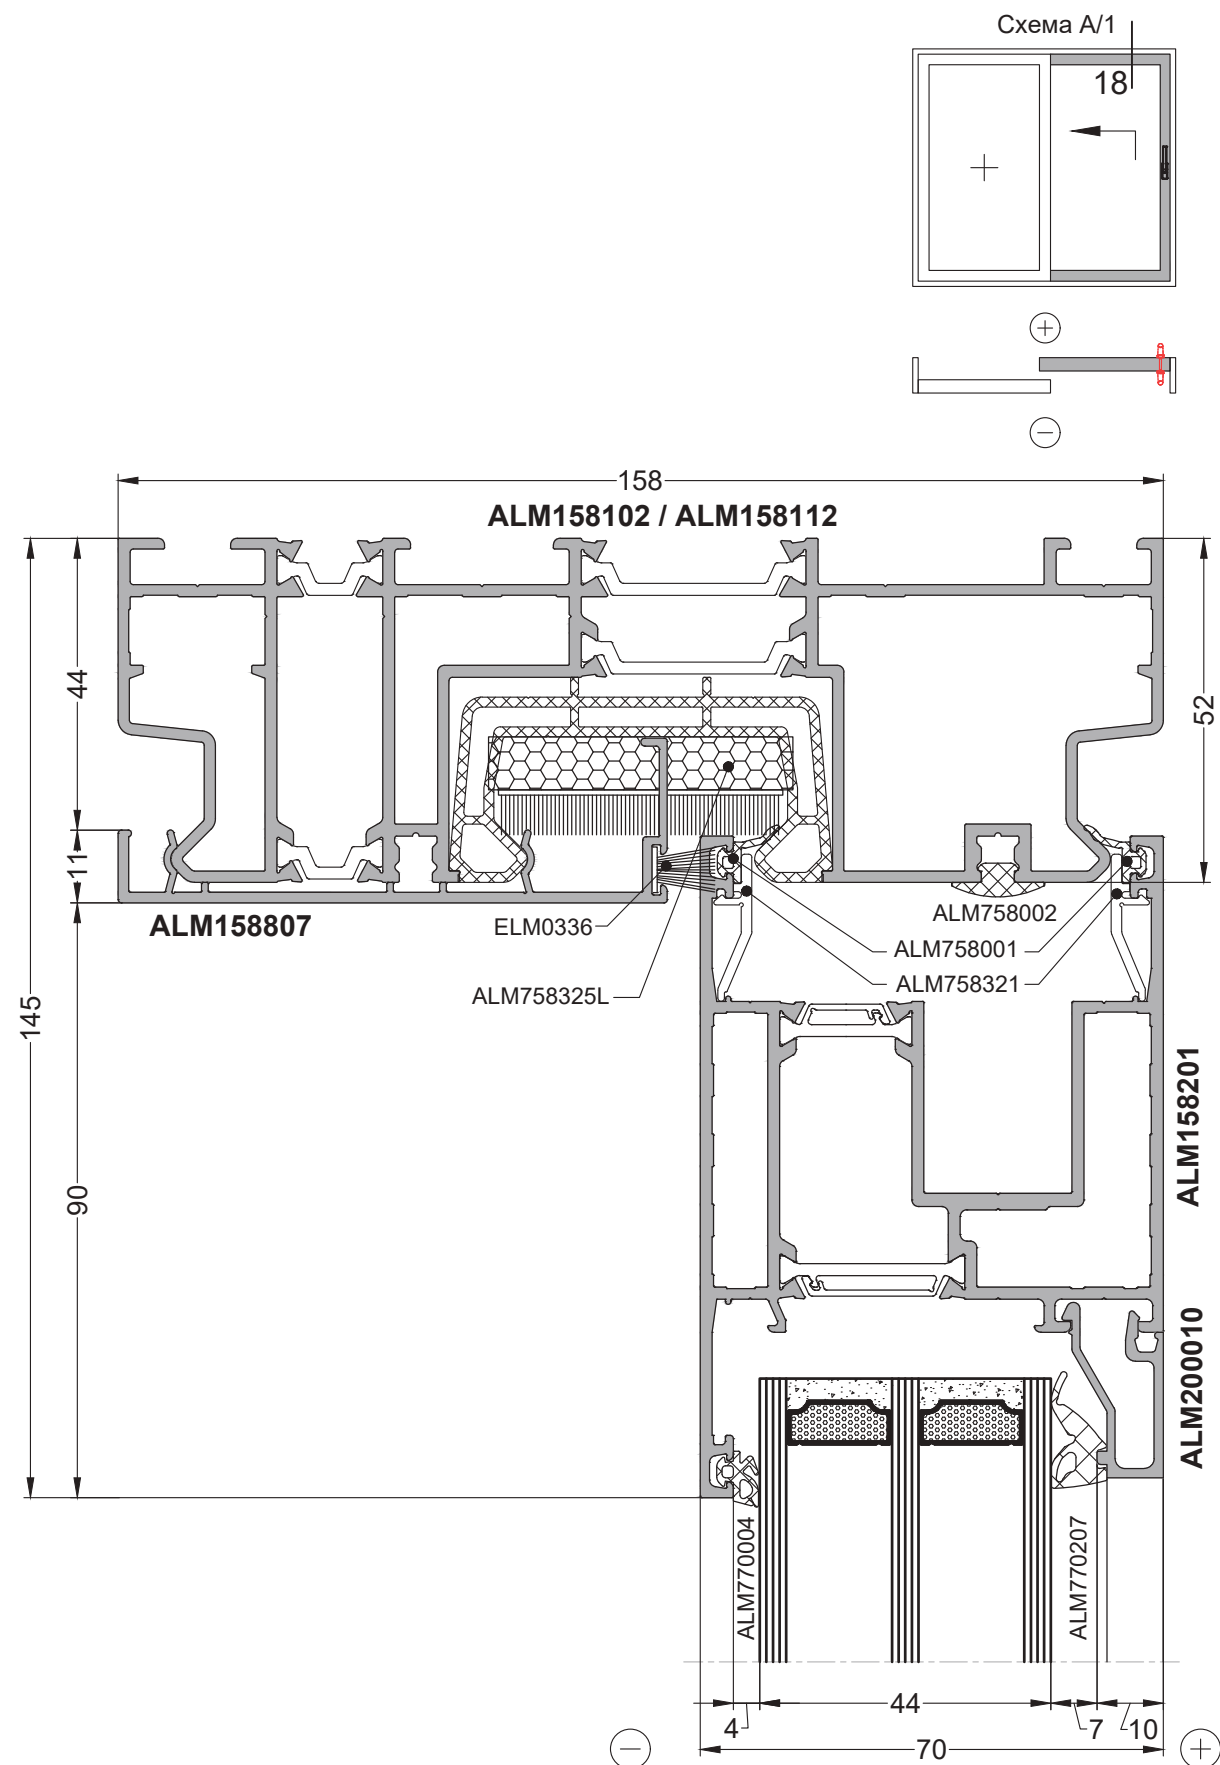 Схема А/1
18
+
−
158
ALM158102 / ALM158112
44
52
11
ALM158807
ELM0336
ALM758002
ALM758001
ALM758321
ALM758325L
145
90
ALM158201
ALM200010
ALM770004
ALM770207
44
4
7
10
70
−
+